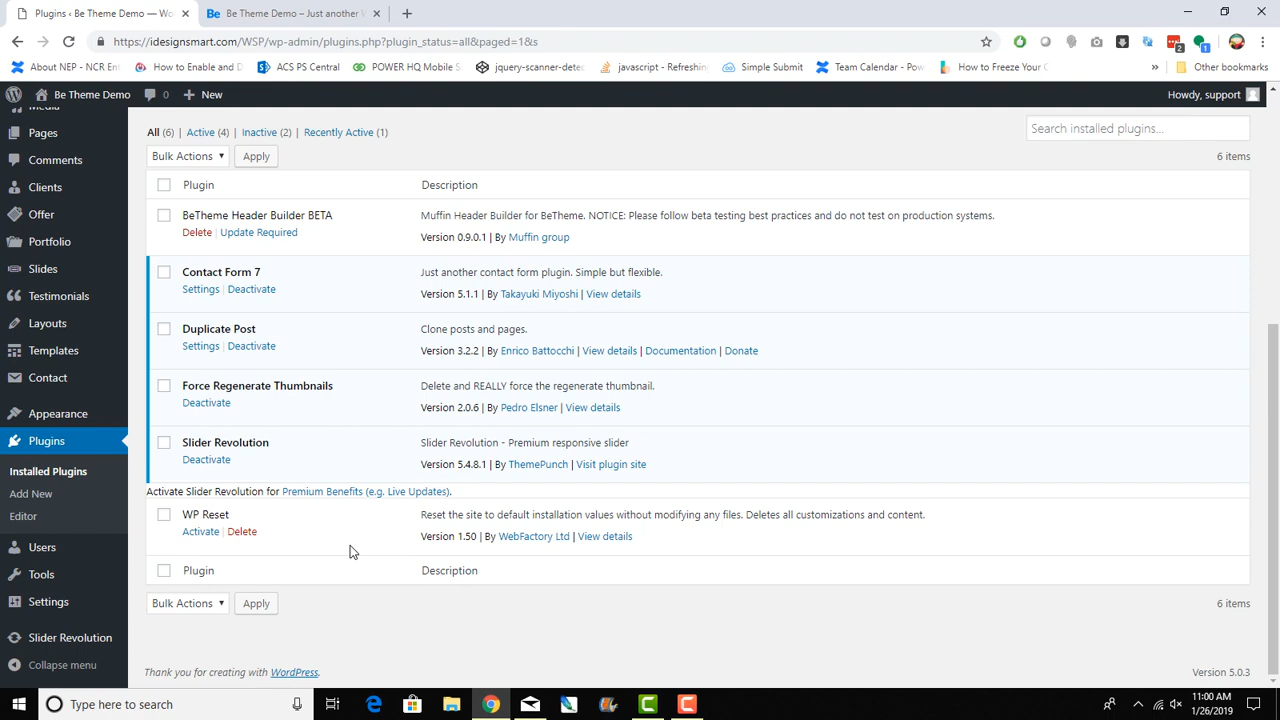 Plugins ‹ Be Theme Demo — Wo
Be Theme Demo – Just another W
https://idesignsmart.com/WSP/wp-admin/plugins.php?plugin_status=all&paged=1&s
2
1
About NEP - NCR Ent
How to Enable and D
ACS PS Central
POWER HQ Mobile S
jquery-scanner-detec
javascript - Refreshing
Simple Submit
Team Calendar - Pow
How to Freeze Your C
»
Other bookmarks
Be Theme Demo
0
New
Howdy, support
Media
Pages
Comments
Clients
Offer
Portfolio
Slides
Testimonials
Layouts
Templates
Contact
Appearance
Plugins
Installed Plugins
Add New
Editor
Users
Tools
Settings
Slider Revolution
Collapse menu
All (6) | Active (4) | Inactive (2) | Recently Active (1)
Search installed plugins...
Bulk Actions
Apply
6 items
Plugin
Description
BeTheme Header Builder BETA
Delete | Update Required
Muffin Header Builder for BeTheme. NOTICE: Please follow beta testing best practices and do not test on production systems.
Version 0.9.0.1 | By Muffin group
Contact Form 7
Settings | Deactivate
Just another contact form plugin. Simple but flexible.
Version 5.1.1 | By Takayuki Miyoshi | View details
Duplicate Post
Settings | Deactivate
Clone posts and pages.
Version 3.2.2 | By Enrico Battocchi | View details | Documentation | Donate
Force Regenerate Thumbnails
Deactivate
Delete and REALLY force the regenerate thumbnail.
Version 2.0.6 | By Pedro Elsner | View details
Slider Revolution
Deactivate
Slider Revolution - Premium responsive slider
Version 5.4.8.1 | By ThemePunch | Visit plugin site
Activate Slider Revolution for Premium Benefits (e.g. Live Updates).
WP Reset
Activate | Delete
Reset the site to default installation values without modifying any files. Deletes all customizations and content.
Version 1.50 | By WebFactory Ltd | View details
Plugin
Description
Bulk Actions
Apply
6 items
Thank you for creating with WordPress.
Version 5.0.3
Type here to search
11:00 AM
1/26/2019